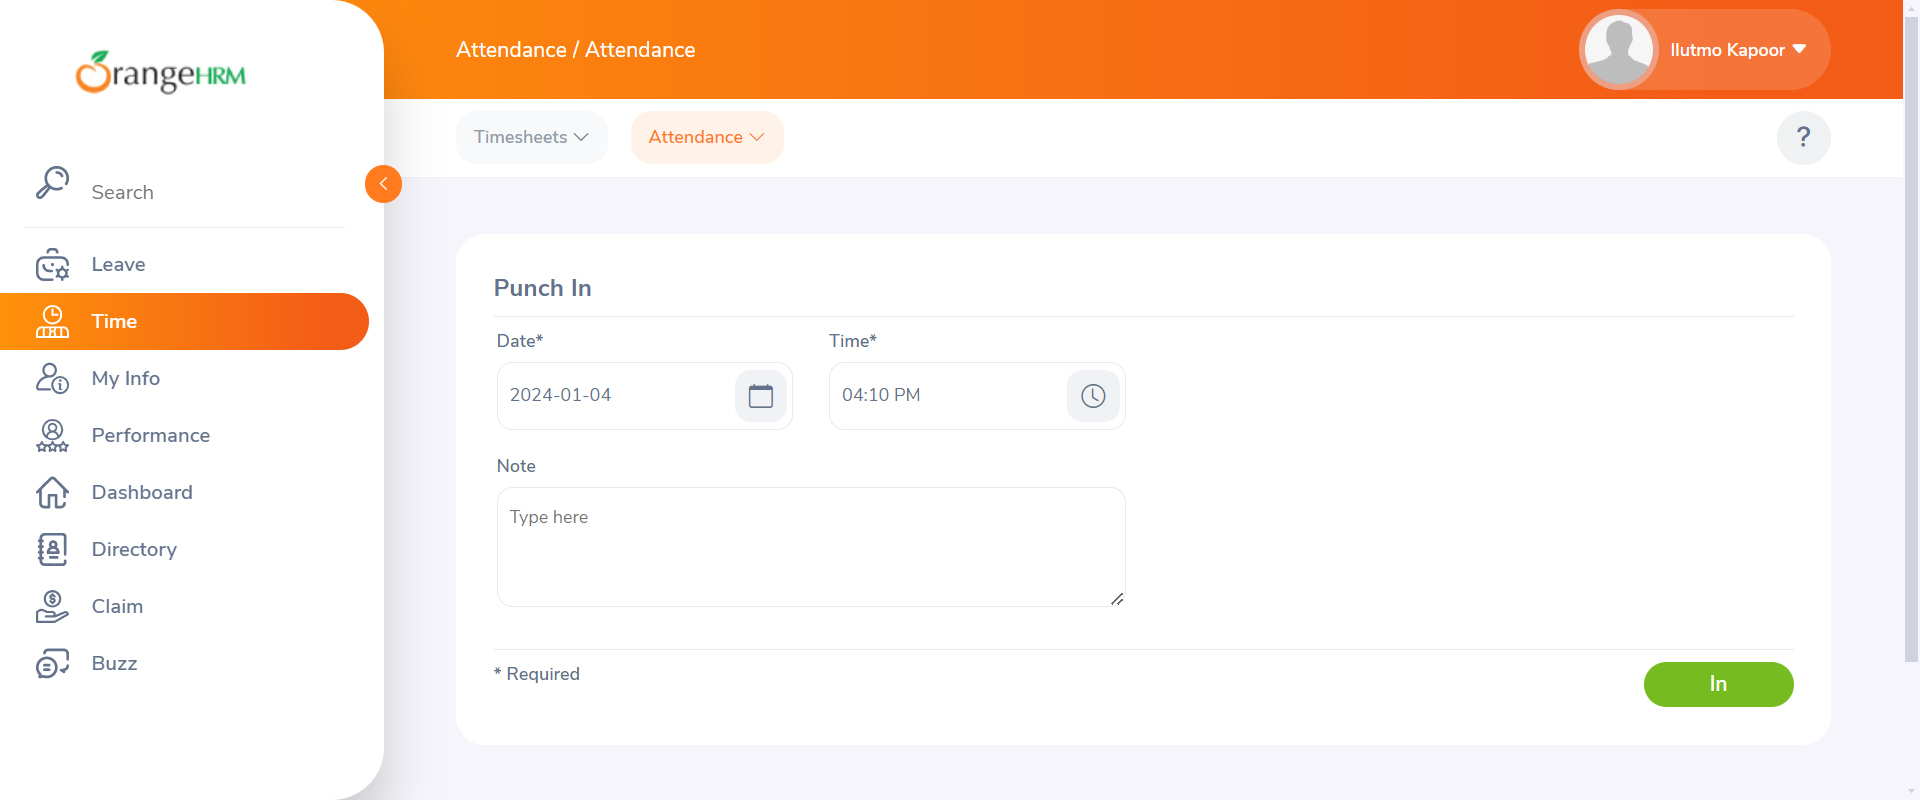 OrangeHRM
Attendance / Attendance
Ilutmo Kapoor
Timesheets
Attendance
?
Search
Leave
Time
My Info
Performance
Dashboard
Directory
Claim
Buzz
Punch In
Date* Time*
2024-01-04 04:10 PM
Note
Type here
* Required
In